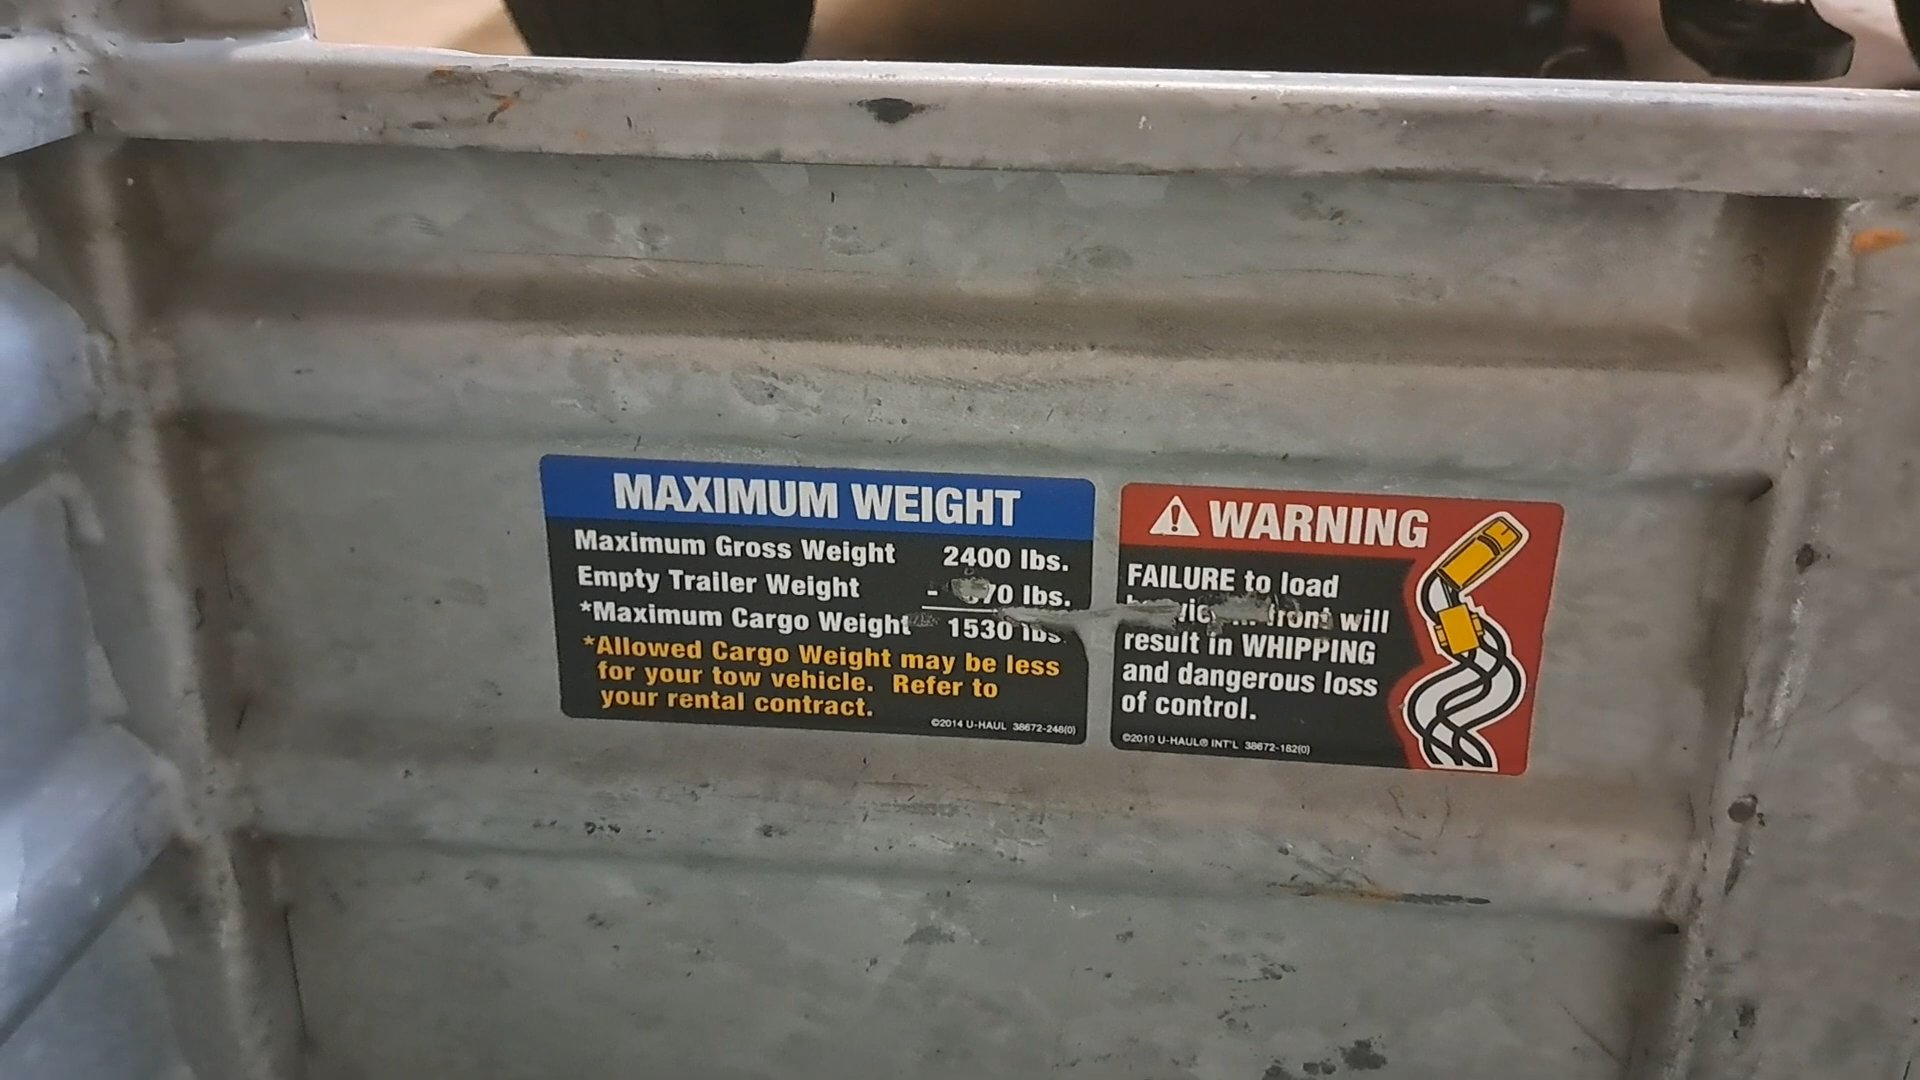 MAXIMUM WEIGHT
Maximum Gross Weight 2400 lbs.
Empty Trailer Weight - lbs.
*Maximum Cargo Weight 1530 lbs.
*Allowed Cargo Weight may be less
for your tow vehicle. Refer to
your rental contract.
©2014 U-HAUL 38672-248(0)
WARNING
FAILURE to load
front will
result in WHIPPING
and dangerous loss
of control.
©2010 U-HAUL® INT'L 38672-182(0)